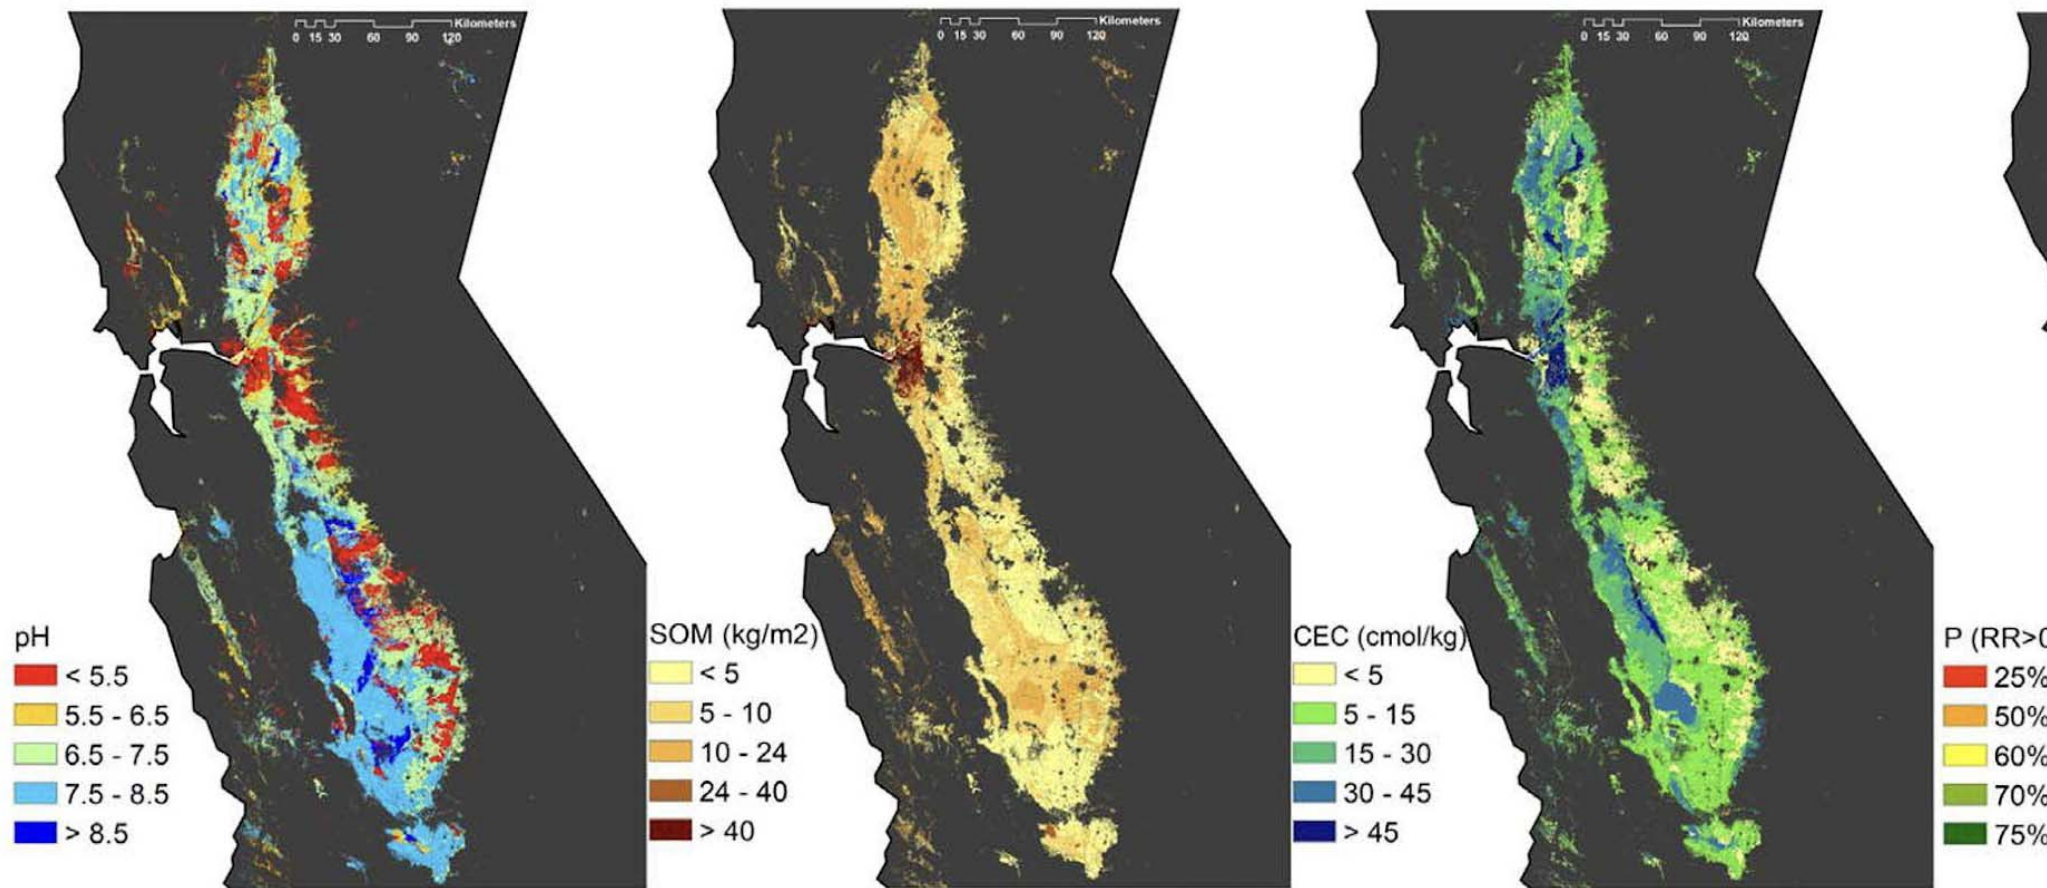 Kilometers
0 15 30 60 90 120
Kilometers
0 15 30 60 90 120
Kilometers
0 15 30 60 90 120
pH
< 5.5
5.5 - 6.5
6.5 - 7.5
7.5 - 8.5
> 8.5
SOM (kg/m2)
< 5
5 - 10
10 - 24
24 - 40
> 40
CEC (cmol/kg)
< 5
5 - 15
15 - 30
30 - 45
> 45
P (RR>0
25%
50%
60%
70%
75%